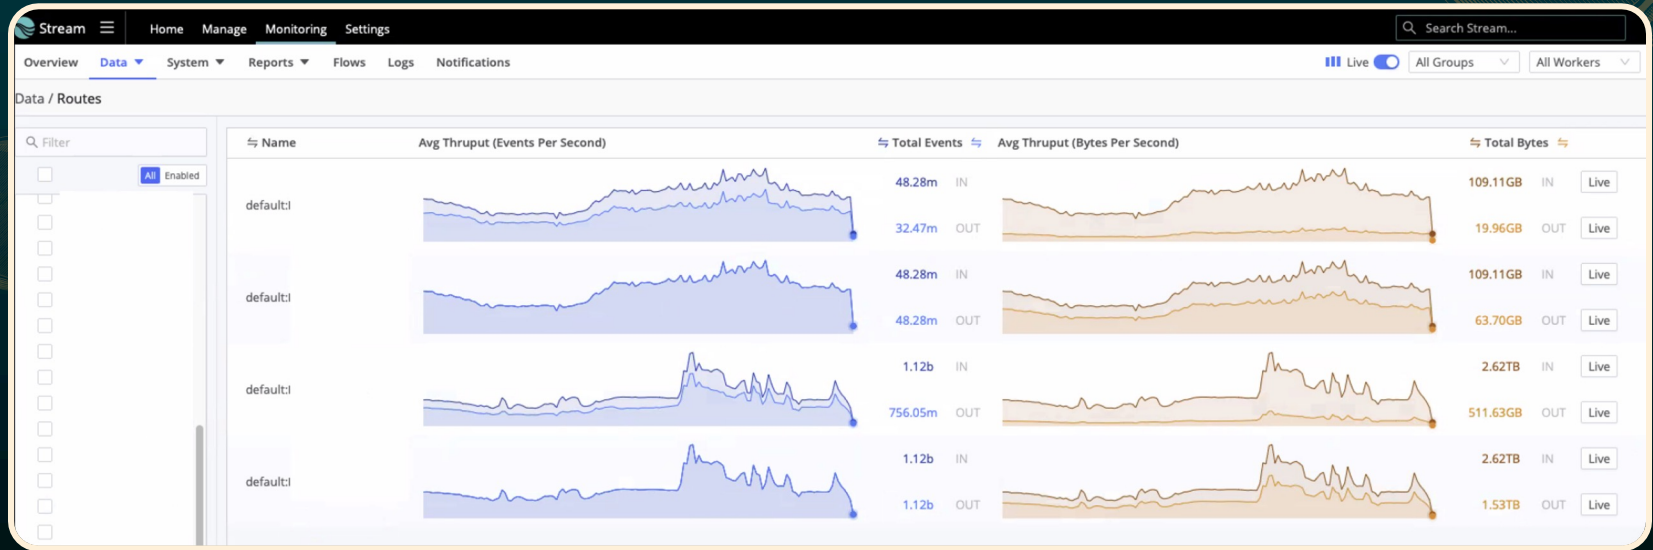 Stream Home Manage Monitoring Settings Search Stream...
Overview Data System Reports Flows Logs Notifications Live All Groups All Workers
Data / Routes
Filter
All Enabled
Name Avg Thruput (Events Per Second) Total Events Avg Thruput (Bytes Per Second) Total Bytes
default:I
48.28m IN 109.11GB IN Live
32.47m OUT 19.96GB OUT Live
default:I
48.28m IN 109.11GB IN Live
48.28m OUT 63.70GB OUT Live
default:I
1.12b IN 2.62TB IN Live
756.05m OUT 511.63GB OUT Live
default:I
1.12b IN 2.62TB IN Live
1.12b OUT 1.53TB OUT Live